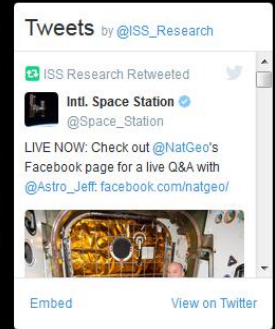 Tweets by @ISS_Research
ISS Research Retweeted
Intl. Space Station
@Space_Station
LIVE NOW: Check out @NatGeo's
Facebook page for a live Q&A with
@Astro_Jeff: facebook.com/natgeo/
Embed
View on Twitter